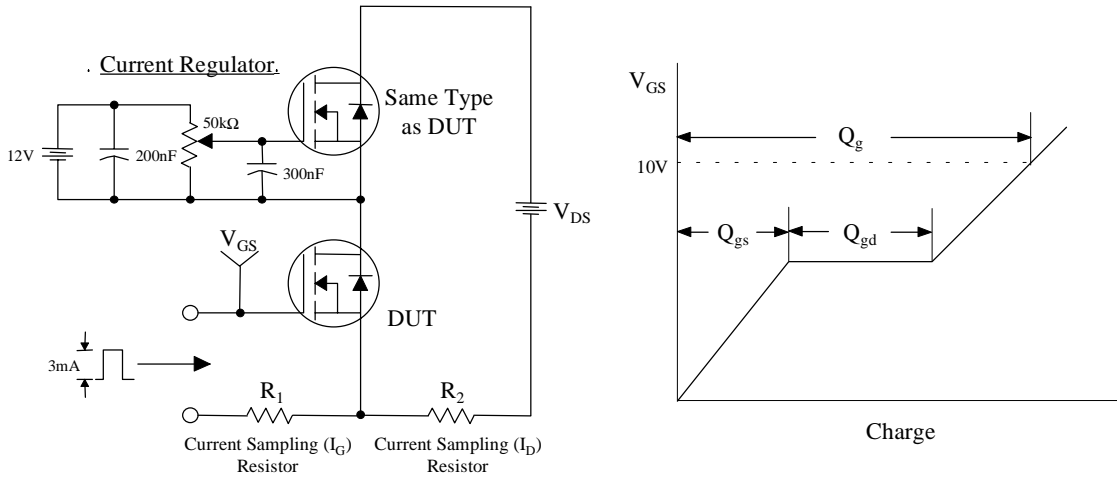 . Current Regulator.
12V
200nF
50kΩ
300nF
Same Type
as DUT
V_DS
V_GS
DUT
3mA
R_1
R_2
Current Sampling (I_G)
Resistor
Current Sampling (I_D)
Resistor
V_GS
Q_g
10V
Q_gs
Q_gd
Charge